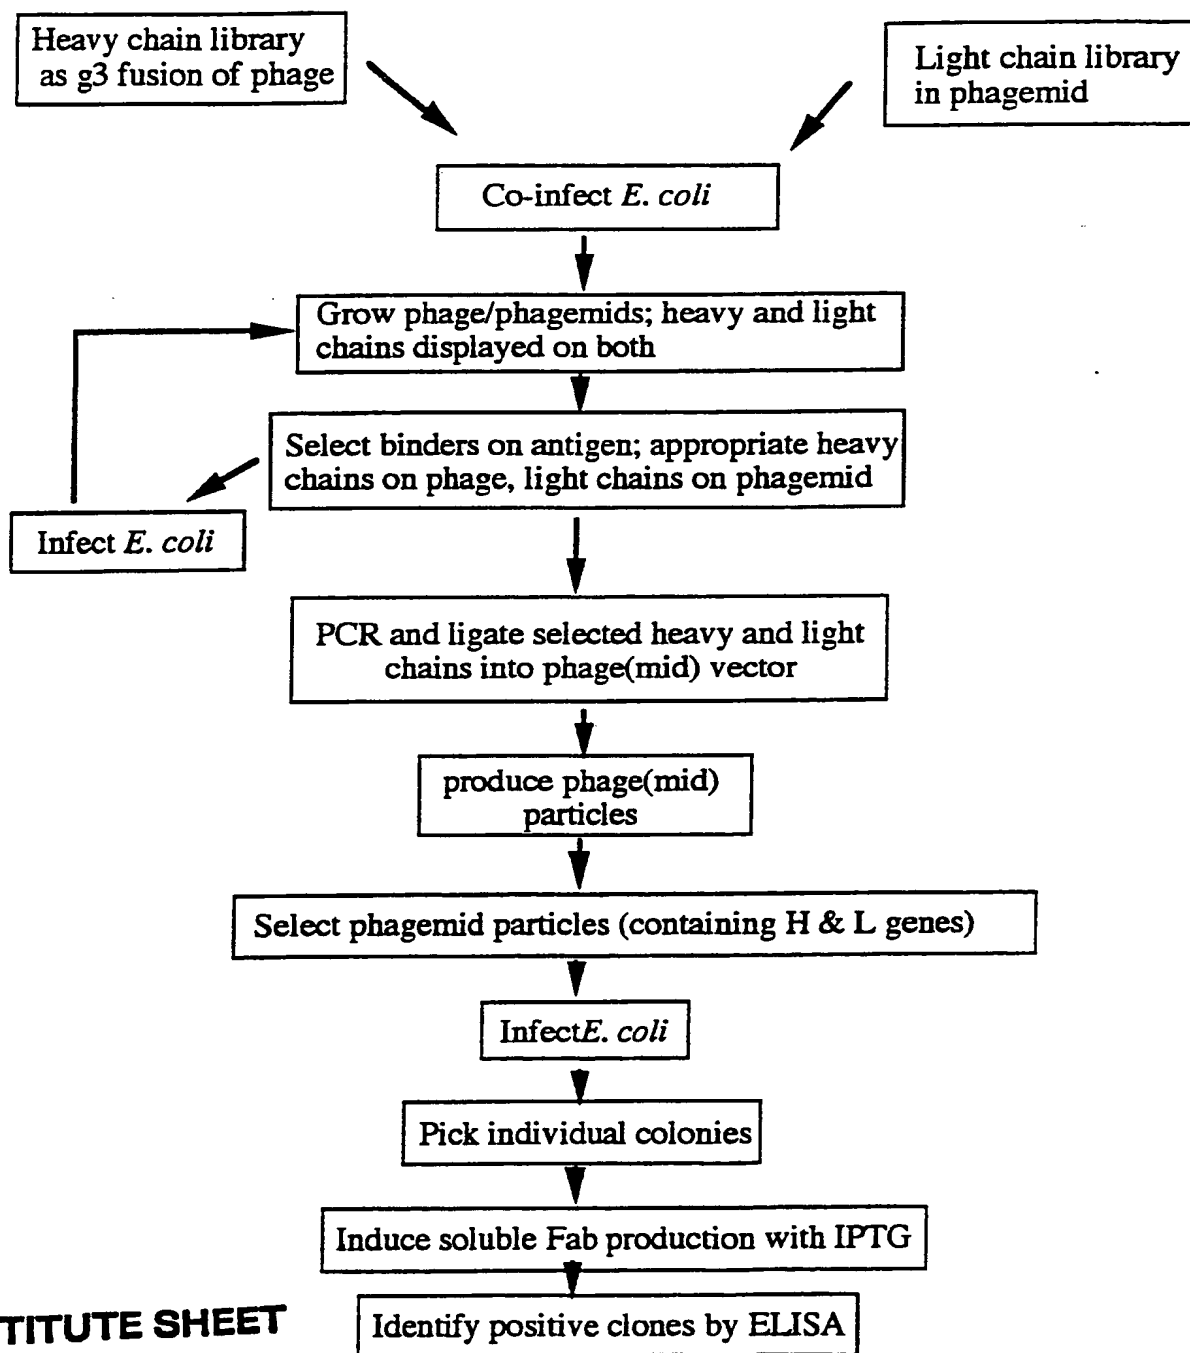 Heavy chain library
as g3 fusion of phage
Light chain library
in phagemid
Co-infect E. coli
Grow phage/phagemids; heavy and light
chains displayed on both
Select binders on antigen; appropriate heavy
chains on phage, light chains on phagemid
Infect E. coli
PCR and ligate selected heavy and light
chains into phage(mid) vector
produce phage(mid)
particles
Select phagemid particles (containing H & L genes)
InfectE. coli
Pick individual colonies
Induce soluble Fab production with IPTG
TITUTE SHEET
Identify positive clones by ELISA